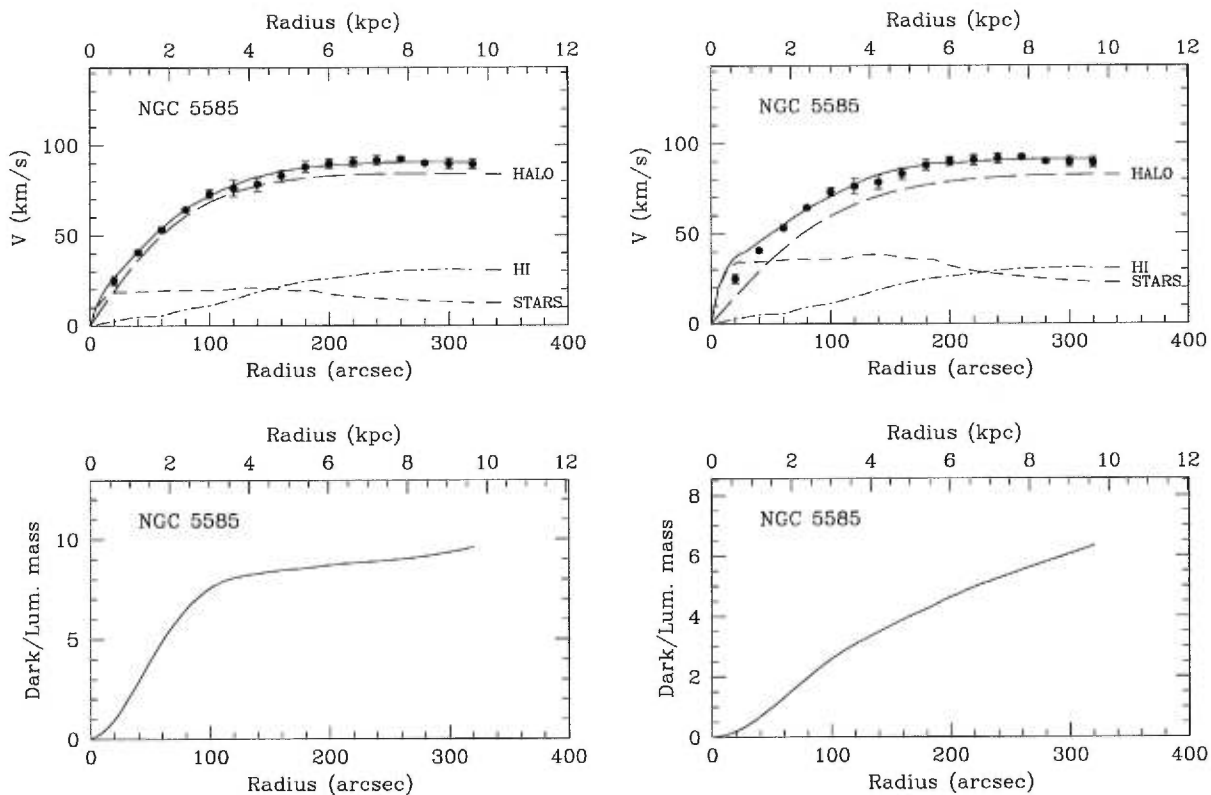 Radius (kpc)
0 2 4 6 8 10 12
NGC 5585
V (km/s)
100
50
0
HALO
HI
STARS
0 100 200 300 400
Radius (arcsec)
Radius (kpc)
0 2 4 6 8 10 12
NGC 5585
V (km/s)
100
50
0
HALO
HI
STARS
0 100 200 300 400
Radius (arcsec)
Radius (kpc)
0 2 4 6 8 10 12
NGC 5585
Dark/Lum. mass
10
5
0
0 100 200 300 400
Radius (arcsec)
Radius (kpc)
0 2 4 6 8 10 12
NGC 5585
Dark/Lum. mass
8
6
4
2
0
0 100 200 300 400
Radius (arcsec)